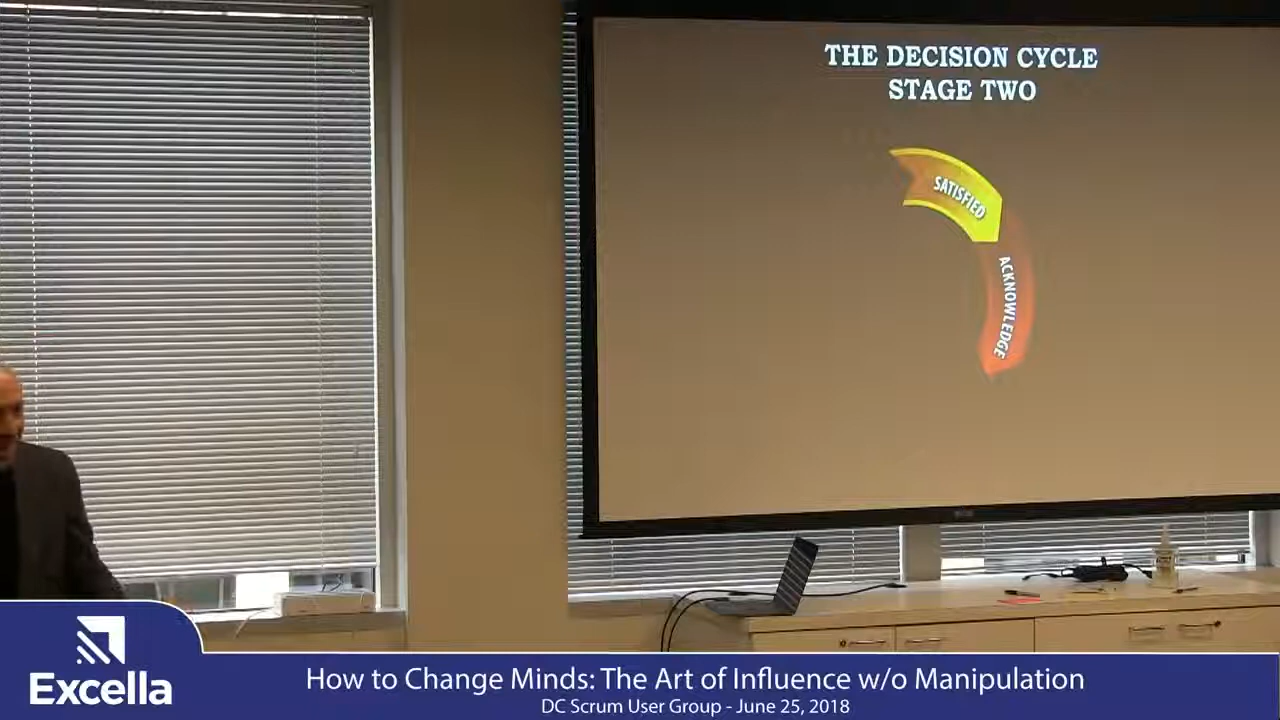 THE DECISION CYCLE
STAGE TWO
SATISFIED
ACKNOWLEDGE
Excella
How to Change Minds: The Art of Influence w/o Manipulation
DC Scrum User Group - June 25, 2018